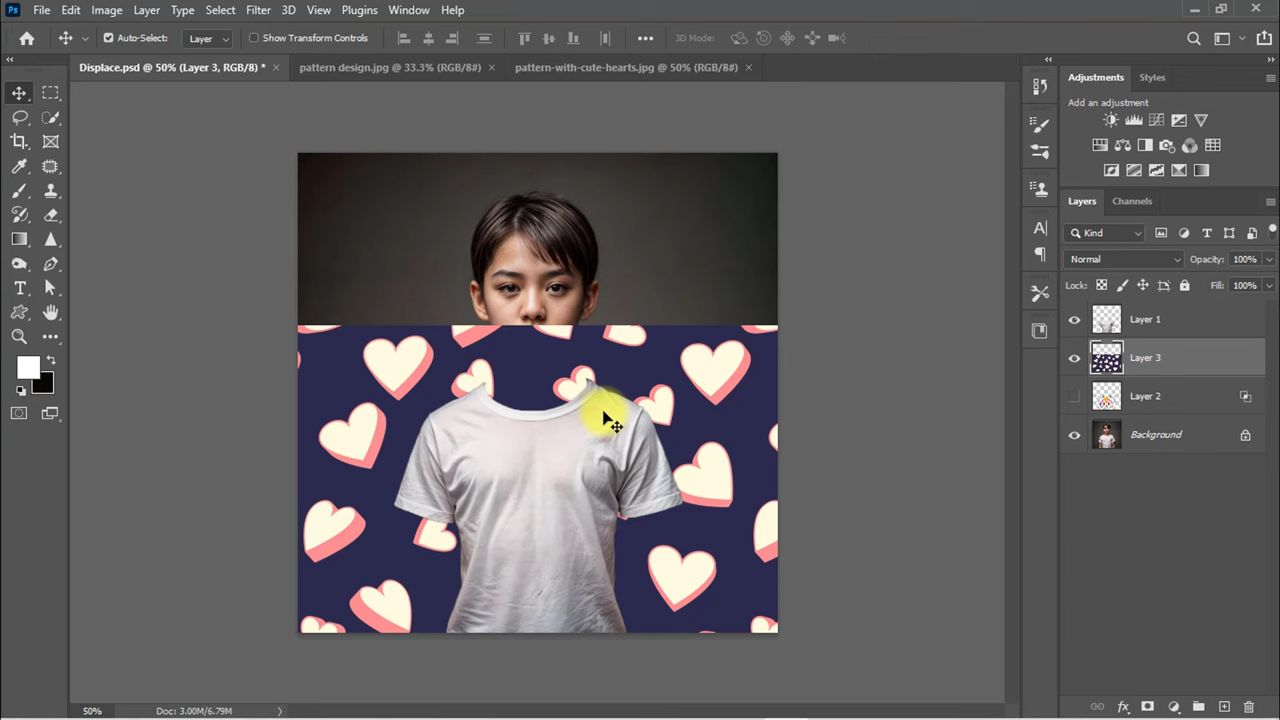 Ps File Edit Image Layer Type Select Filter 3D View Plugins Window Help
Auto-Select: Layer Show Transform Controls 3D Mode:
Displace.psd @ 50% (Layer 3, RGB/8) * pattern design.jpg @ 33.3% (RGB/8#) pattern-with-cute-hearts.jpg @ 50% (RGB/8#)
Adjustments Styles
Add an adjustment
Layers Channels
Kind
Normal Opacity: 100%
Lock: Fill: 100%
Layer 1
Layer 3
Layer 2
Background
50% Doc: 3.00M/6.79M